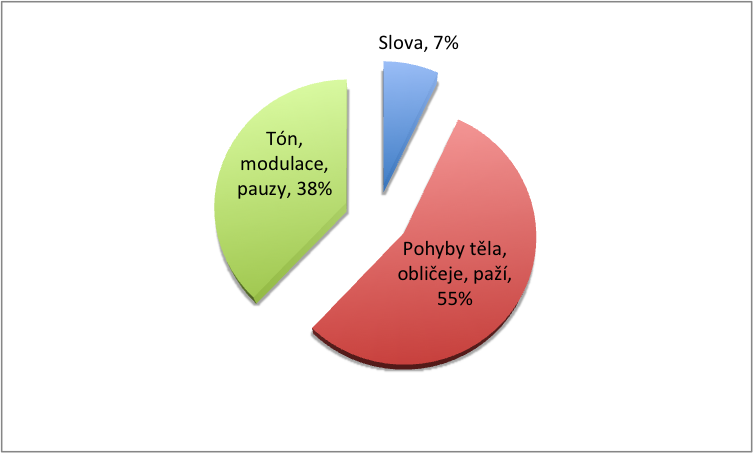 Slova, 7%
Tón,
modulace,
pauzy, 38%
Pohyby těla,
obličeje, paží,
55%